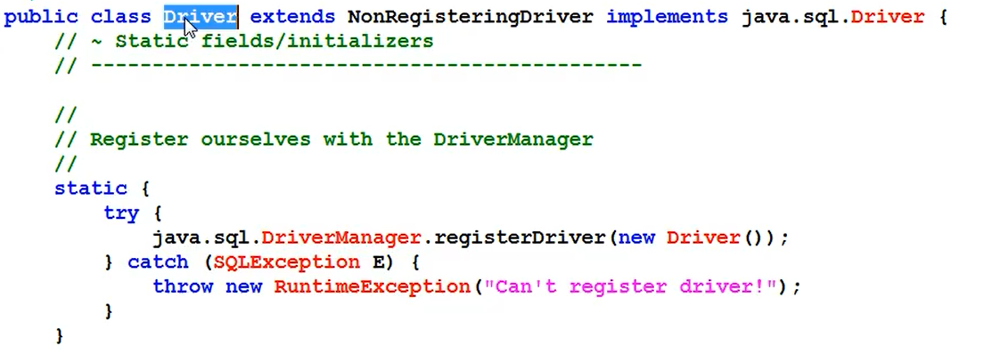 public class Driver extends NonRegisteringDriver implements java.sql.Driver {
// ~ Static fields/initializers
// ---------------------------------------------
//
// Register ourselves with the DriverManager
//
static {
try {
java.sql.DriverManager.registerDriver(new Driver());
} catch (SQLException E) {
throw new RuntimeException("Can't register driver!");
}
}